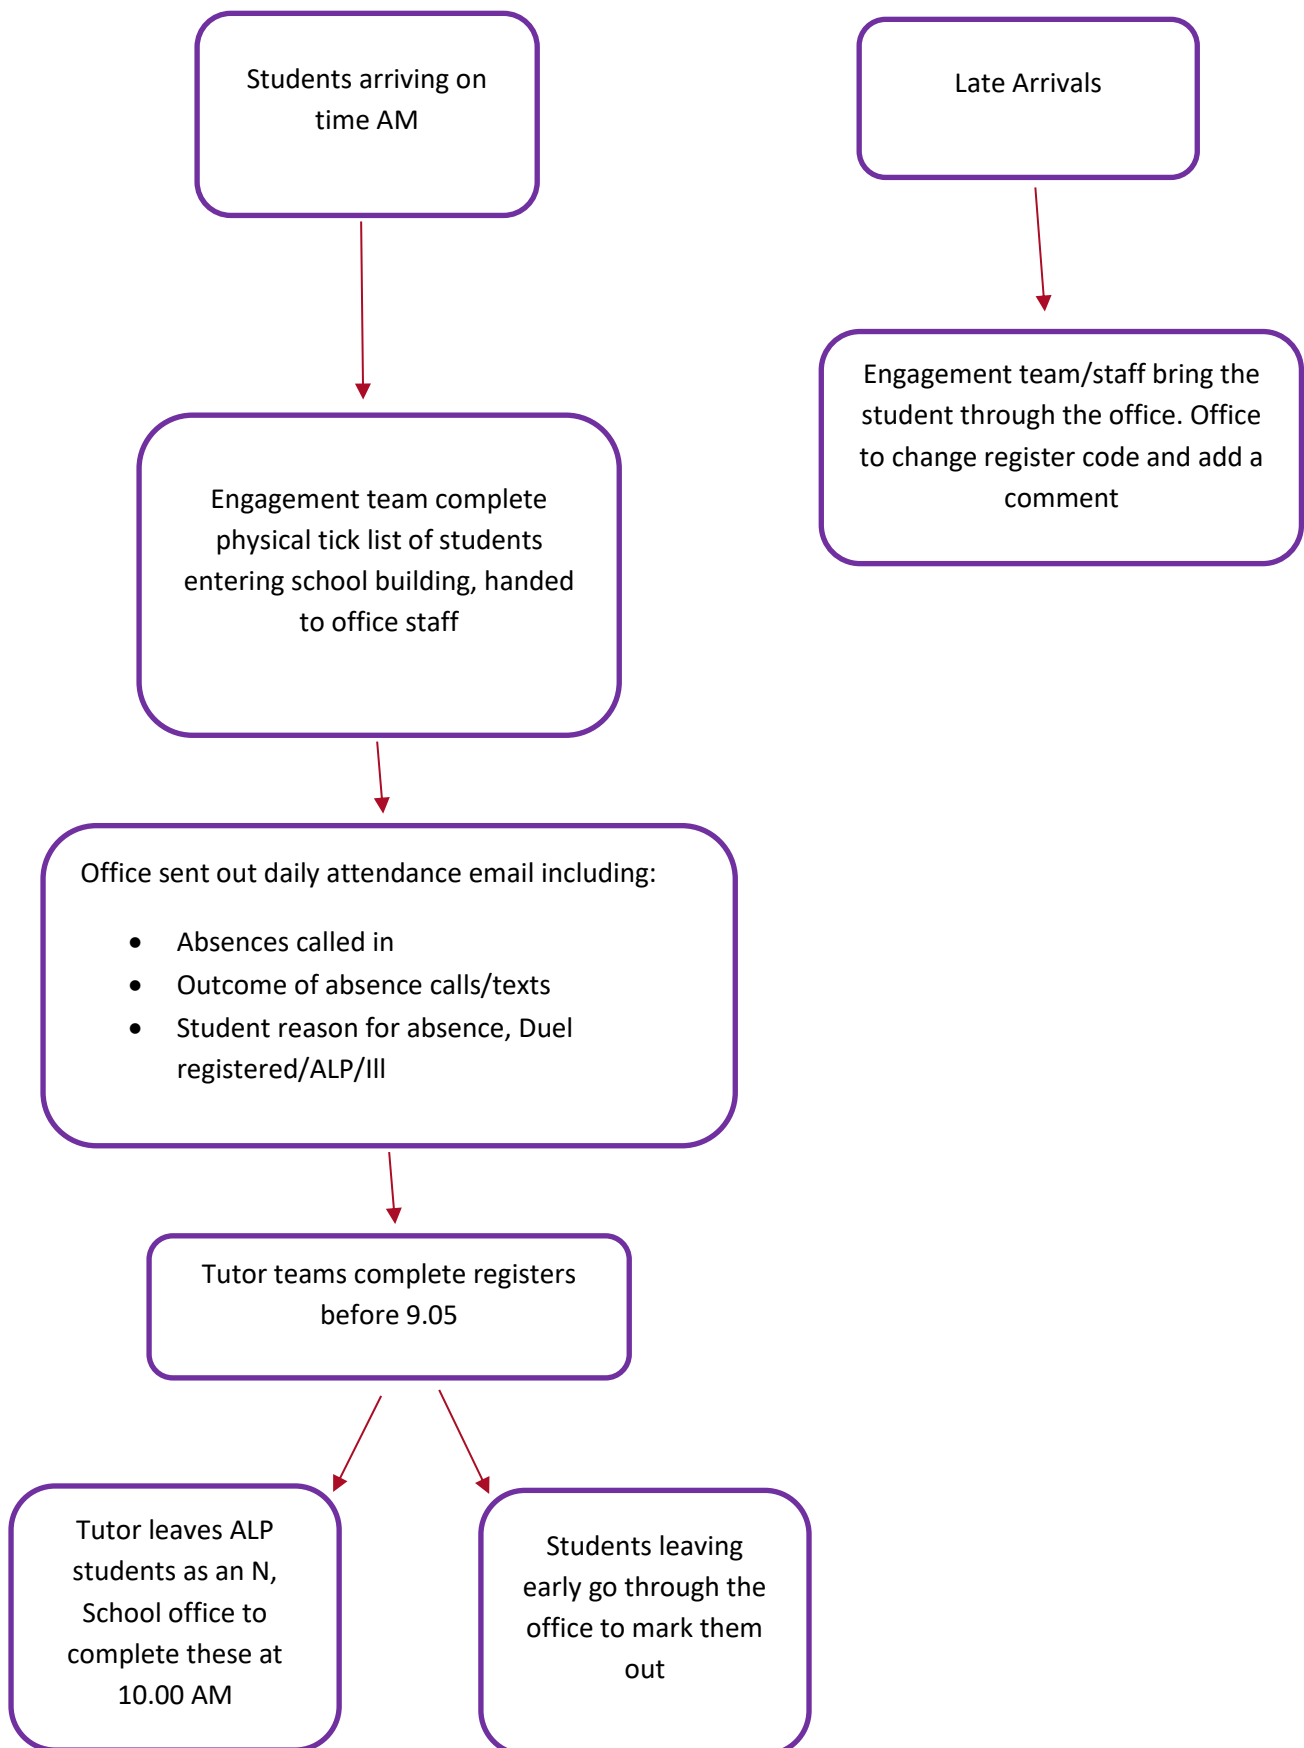 Students arriving on
time AM
Late Arrivals
Engagement team/staff bring the
student through the office. Office
to change register code and add a
comment
Engagement team complete
physical tick list of students
entering school building, handed
to office staff
Office sent out daily attendance email including:
• Absences called in
• Outcome of absence calls/texts
• Student reason for absence, Duel
registered/ALP/Ill
Tutor teams complete registers
before 9.05
Tutor leaves ALP
students as an N,
School office to
complete these at
10.00 AM
Students leaving
early go through the
office to mark them
out